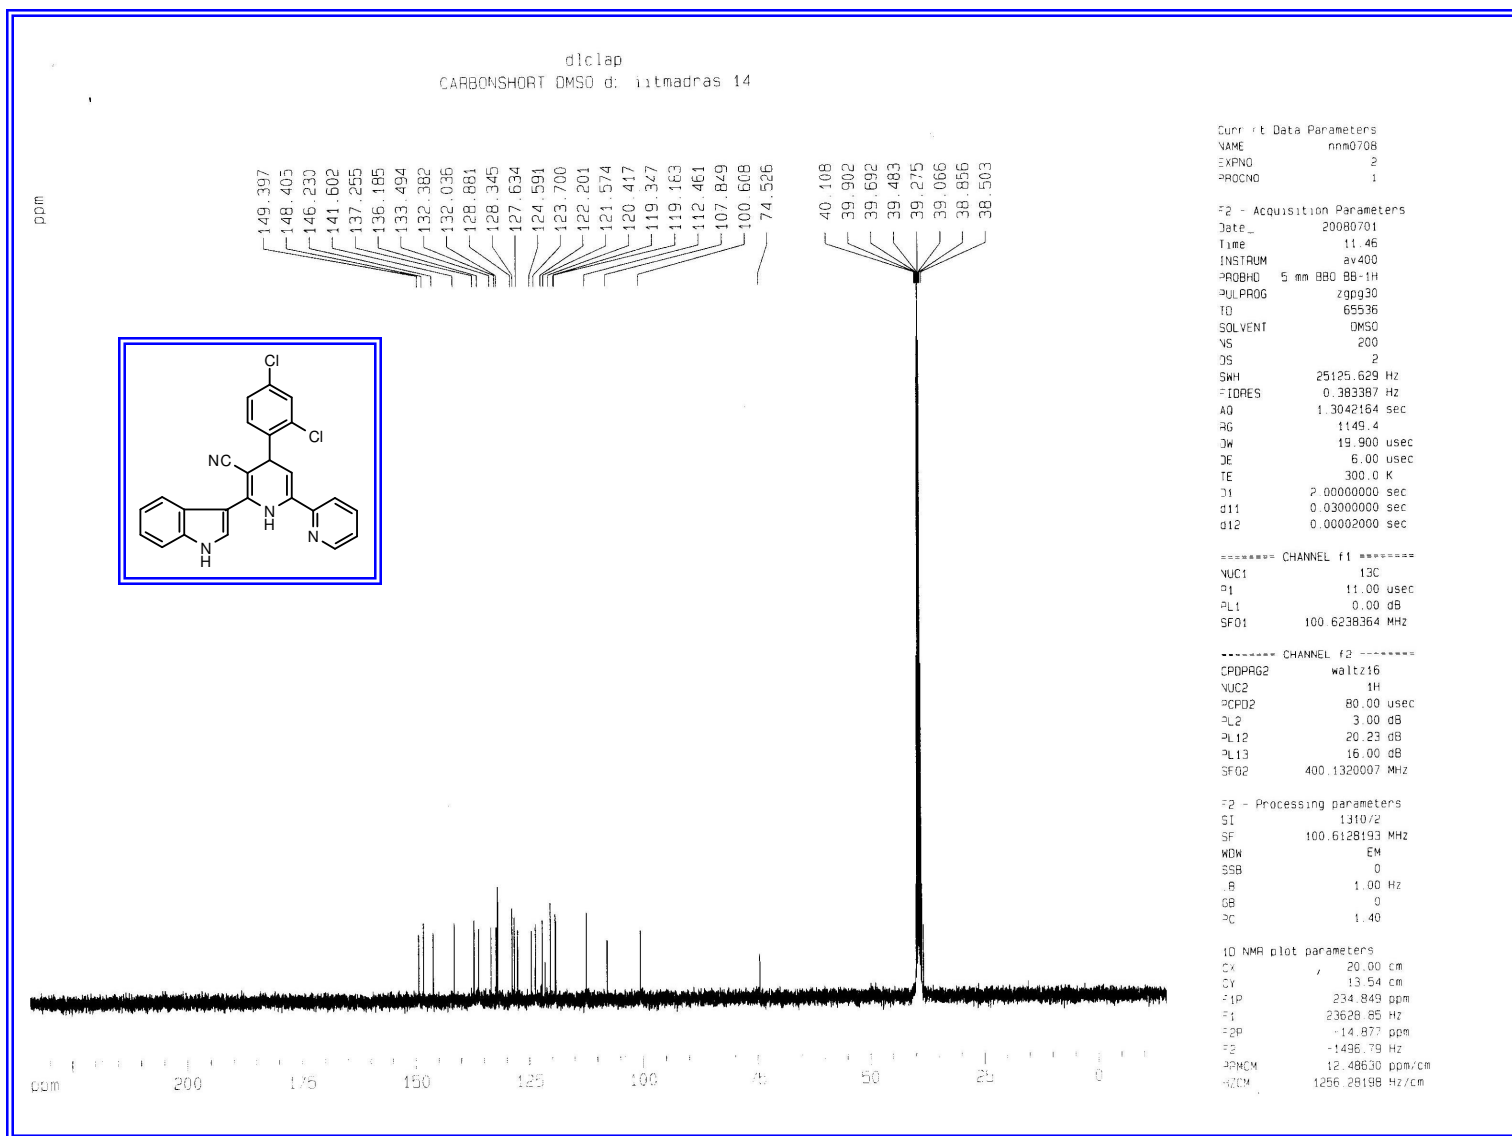 dlclap
CARBONSHORT DMSO d: iitmadras 14
ppm
149.397
148.405
146.230
141.602
137.255
136.185
133.494
132.382
132.036
128.881
128.345
127.634
124.591
123.700
122.201
121.574
120.417
119.347
119.163
112.461
107.849
100.608
74.526
40.108
39.902
39.692
39.483
39.275
39.066
38.856
38.503
Cl
Cl
NC
N
H
N
N
H
ppm 200 175 150 125 100 75 50 25 0
Data Parameters
NAME nnm0708
EXPNO 2
PROCNO 1
F2 - Acquisition Parameters
Date_ 20080701
Time 11.46
INSTRUM av400
PROBHD 5 mm BBO BB-1H
PULPROG zgpg30
TD 65536
SOLVENT DMSO
NS 200
DS 2
SWH 25125.629 Hz
FIDRES 0.383387 Hz
AQ 1.3042164 sec
RG 1149.4
DW 19.900 usec
DE 6.00 usec
TE 300.0 K
D1 2.00000000 sec
d11 0.03000000 sec
d12 0.00002000 sec
======= CHANNEL f1 ========
NUC1 13C
P1 11.00 usec
PL1 0.00 dB
SFO1 100.6238364 MHz
------- CHANNEL f2 --------
CPDPRG2 waltz16
NUC2 1H
PCPD2 80.00 usec
PL2 3.00 dB
PL12 20.23 dB
PL13 16.00 dB
SFO2 400.1320007 MHz
F2 - Processing parameters
SI 131072
SF 100.6128193 MHz
WDW EM
SSB 0
LB 1.00 Hz
GB 0
PC 1.40
1D NMR plot parameters
CX 20.00 cm
CY 13.54 cm
F1P 234.849 ppm
F1 23628.85 Hz
F2P -14.877 ppm
F2 -1496.79 Hz
PPMCM 12.48630 ppm/cm
HZCM 1256.28198 Hz/cm